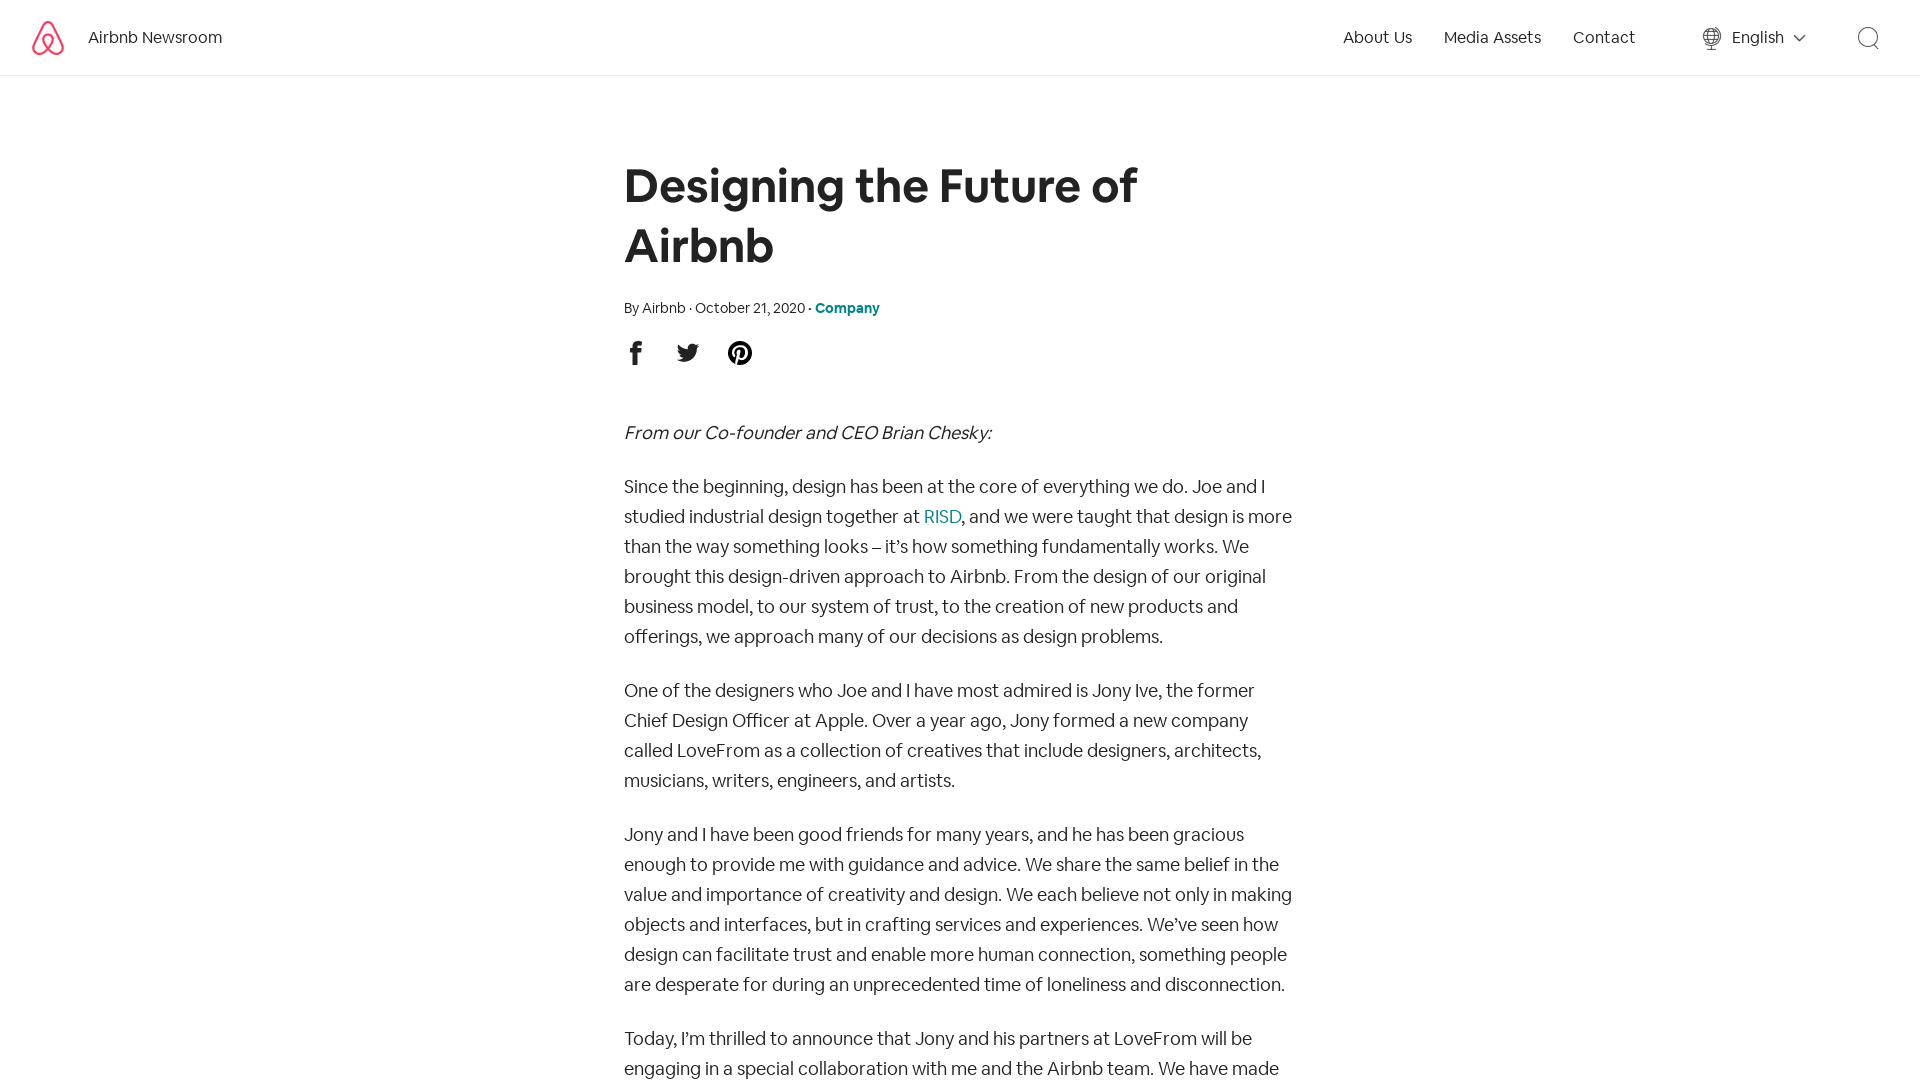 Airbnb Newsroom
About Us
Media Assets
Contact
English
Designing the Future of
Airbnb
By Airbnb · October 21, 2020 · Company
From our Co-founder and CEO Brian Chesky:
Since the beginning, design has been at the core of everything we do. Joe and I
studied industrial design together at RISD, and we were taught that design is more
than the way something looks – it’s how something fundamentally works. We
brought this design-driven approach to Airbnb. From the design of our original
business model, to our system of trust, to the creation of new products and
offerings, we approach many of our decisions as design problems.
One of the designers who Joe and I have most admired is Jony Ive, the former
Chief Design Officer at Apple. Over a year ago, Jony formed a new company
called LoveFrom as a collection of creatives that include designers, architects,
musicians, writers, engineers, and artists.
Jony and I have been good friends for many years, and he has been gracious
enough to provide me with guidance and advice. We share the same belief in the
value and importance of creativity and design. We each believe not only in making
objects and interfaces, but in crafting services and experiences. We’ve seen how
design can facilitate trust and enable more human connection, something people
are desperate for during an unprecedented time of loneliness and disconnection.
Today, I’m thrilled to announce that Jony and his partners at LoveFrom will be
engaging in a special collaboration with me and the Airbnb team. We have made